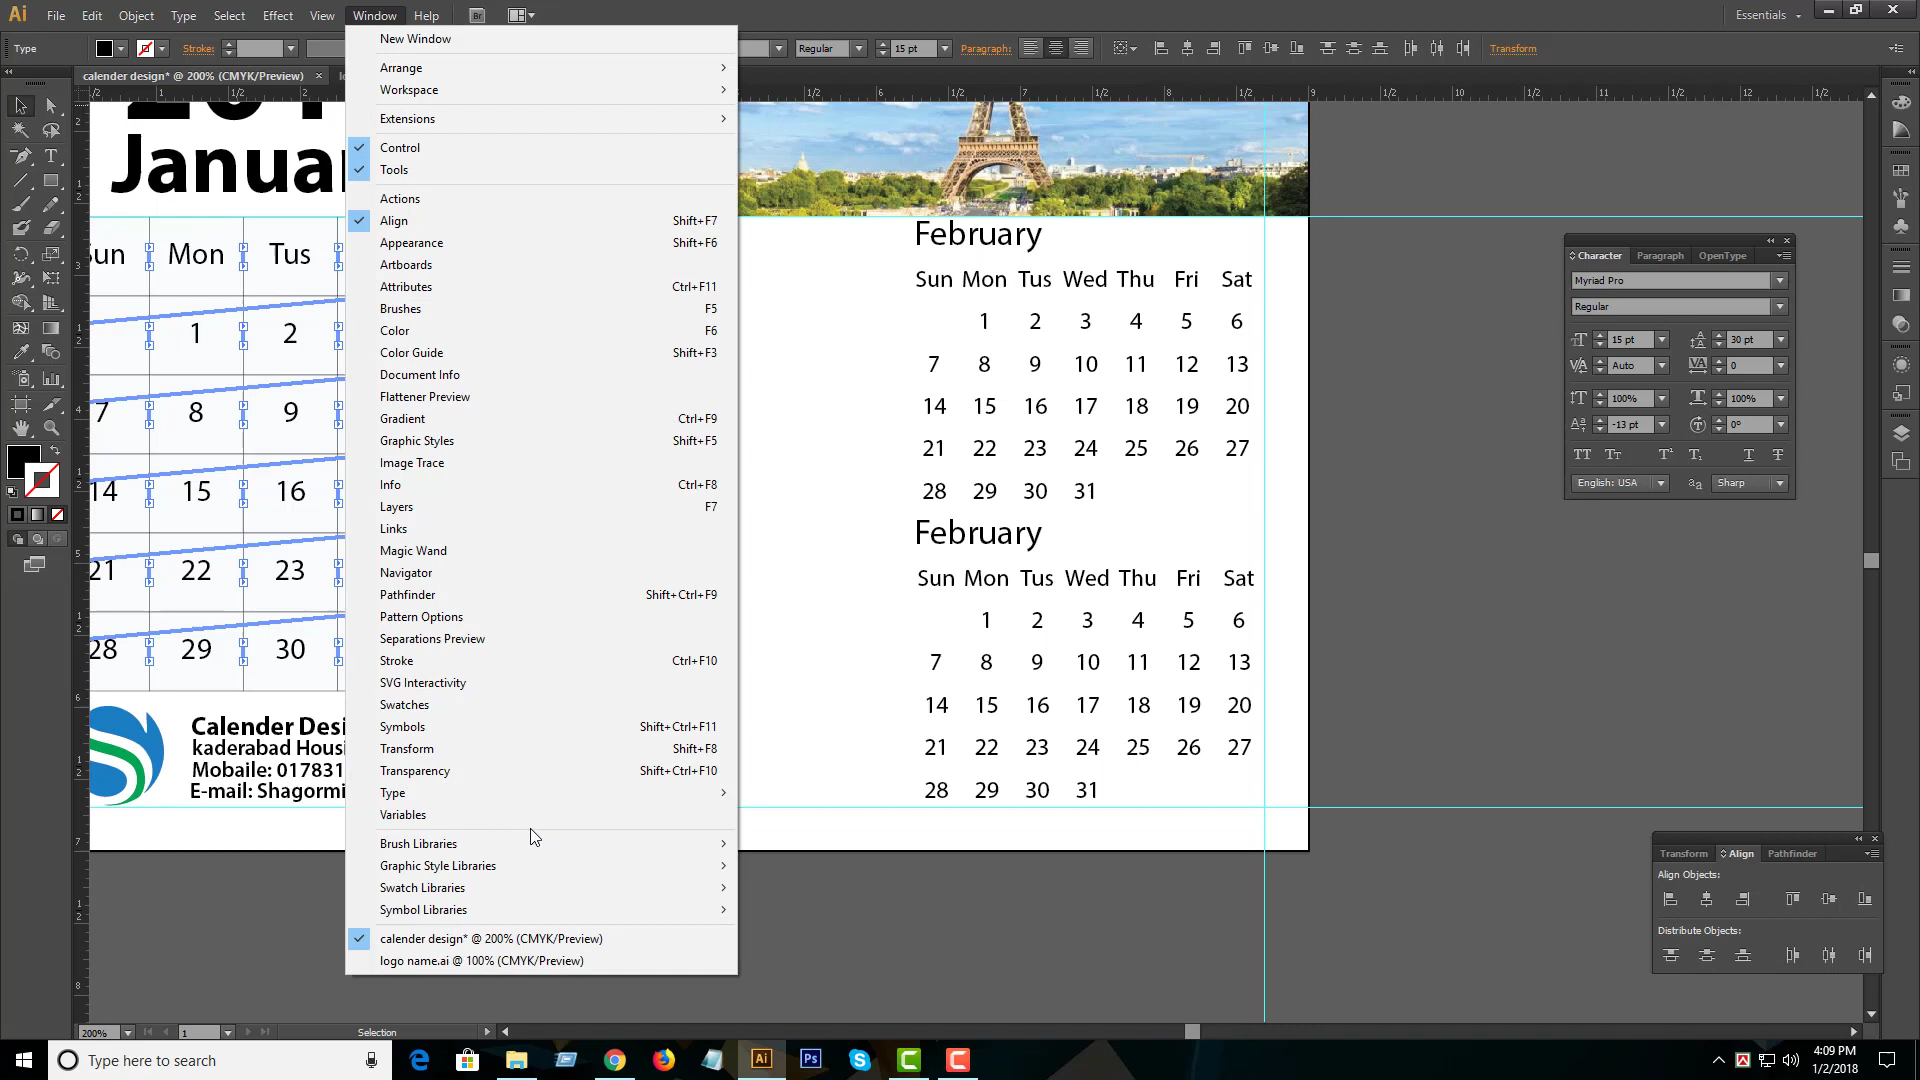 File Edit Object Type Select Effect View Window Help Br Essentials
Type Stroke: Regular 15 pt Paragraph: Transform
calender design* @ 200% (CMYK/Preview) ×
New Window
Arrange
Workspace
Extensions
Control
Tools
Actions
Align Shift+F7
Appearance Shift+F6
Artboards
Attributes Ctrl+F11
Brushes F5
Color F6
Color Guide Shift+F3
Document Info
Flattener Preview
Gradient Ctrl+F9
Graphic Styles Shift+F5
Image Trace
Info Ctrl+F8
Layers F7
Links
Magic Wand
Navigator
Pathfinder Shift+Ctrl+F9
Pattern Options
Separations Preview
Stroke Ctrl+F10
SVG Interactivity
Swatches
Symbols Shift+Ctrl+F11
Transform Shift+F8
Transparency Shift+Ctrl+F10
Type
Variables
Brush Libraries
Graphic Style Libraries
Swatch Libraries
Symbol Libraries
calender design* @ 200% (CMYK/Preview)
logo name.ai @ 100% (CMYK/Preview)
Janua
Sun Mon Tus
1 2
7 8 9
14 15 16
21 22 23
28 29 30
Calender Desi
kaderabad Housi
Mobaile: 017831
E-mail: Shagormi
February
Sun Mon Tus Wed Thu Fri Sat
1 2 3 4 5 6
7 8 9 10 11 12 13
14 15 16 17 18 19 20
21 22 23 24 25 26 27
28 29 30 31
February
Sun Mon Tus Wed Thu Fri Sat
1 2 3 4 5 6
7 8 9 10 11 12 13
14 15 16 17 18 19 20
21 22 23 24 25 26 27
28 29 30 31
Character Paragraph OpenType
Myriad Pro
Regular
15 pt 30 pt
Auto 0
100% 100%
-13 pt 0°
English: USA Sharp
Transform Align Pathfinder
Align Objects:
Distribute Objects:
200% 1 Selection
Type here to search
Ai Ps
4:09 PM
1/2/2018